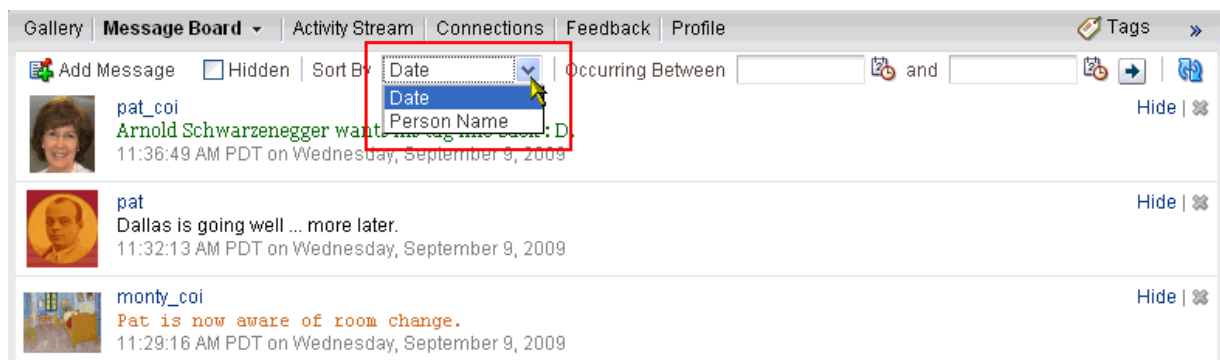 Gallery Message Board Activity Stream Connections Feedback Profile Tags »
Add Message Hidden Sort By Date Occurring Between and
Date
Person Name
pat_coi Hide
Arnold Schwarzenegger D.
11:36:49 AM PDT on Wednesday, September 9, 2009
pat Hide
Dallas is going well ... more later.
11:32:13 AM PDT on Wednesday, September 9, 2009
monty_coi Hide
Pat is now aware of room change.
11:29:16 AM PDT on Wednesday, September 9, 2009